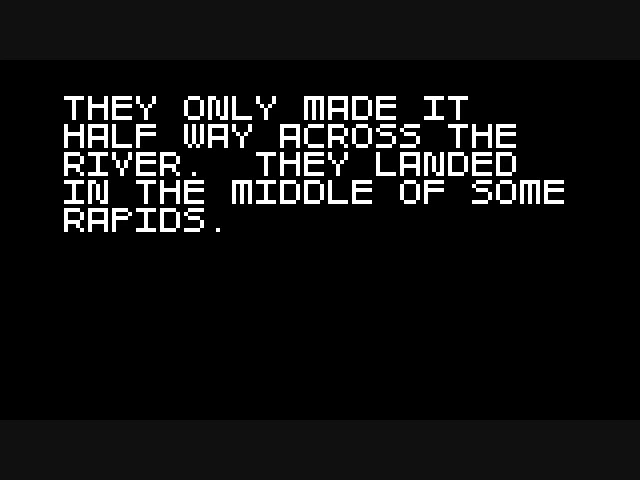 THEY ONLY MADE IT
HALF WAY ACROSS THE
RIVER.  THEY LANDED
IN THE MIDDLE OF SOME
RAPIDS.